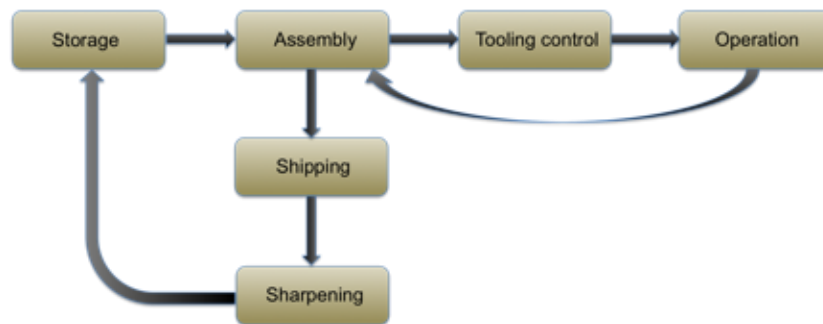 Storage
Assembly
Tooling control
Operation
Shipping
Sharpening